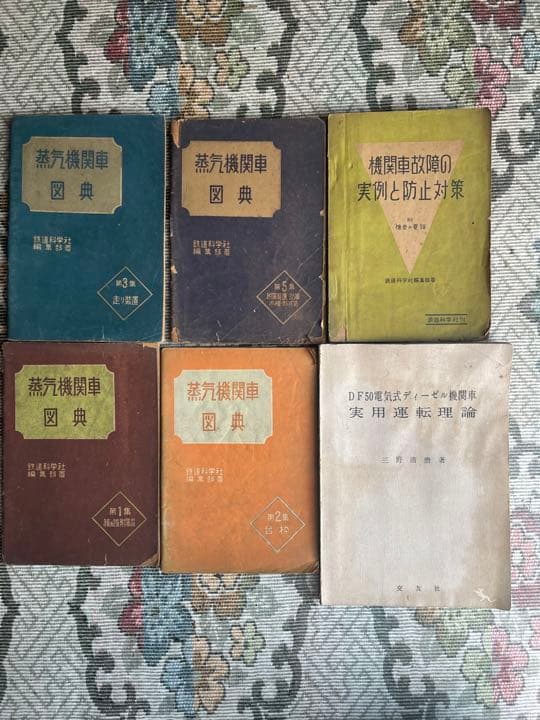 蒸気機関車
図典
鉄道科学社
編集部著
第3集
走り装置
蒸気機関車
図典
鉄道科学社
編集部著
第5集
機関車故障の
実例と防止対策
鉄道科学社編集部著
鉄道科学社刊
蒸気機関車
図典
鉄道科学社
編集部著
第1集
蒸気機関車
図典
鉄道科学社
編集部著
第2集
台枠
DF50電気式ディーゼル機関車
実用運転理論
三野
著
交友社